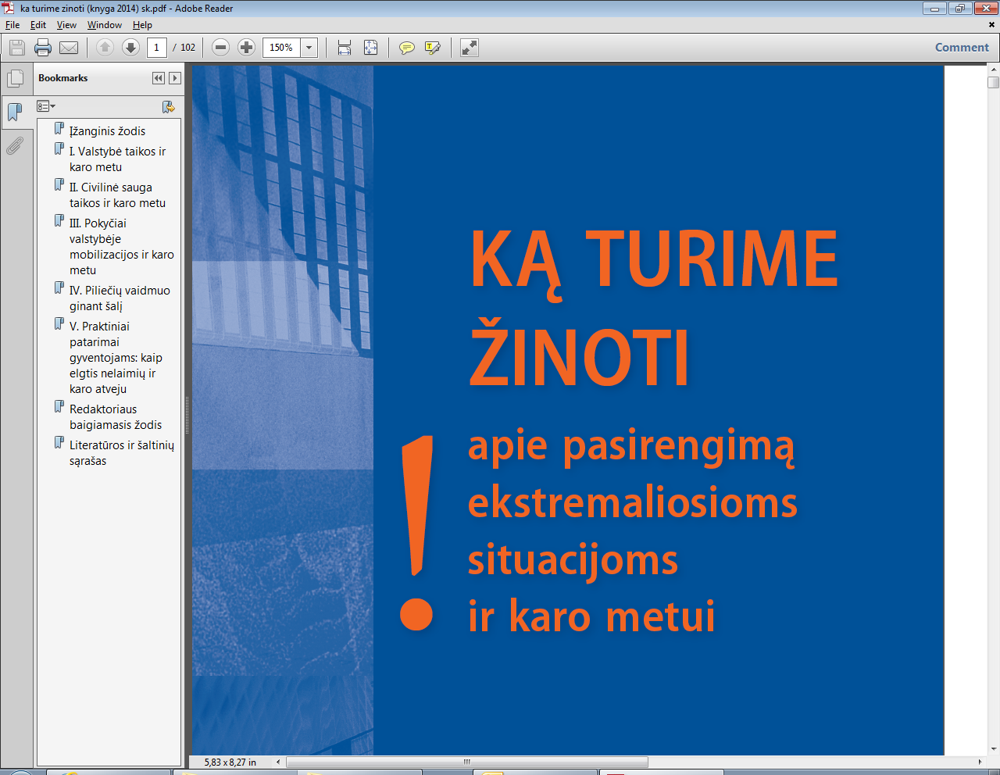 ka turime zinoti (knyga 2014) sk.pdf - Adobe Reader
File Edit View Window Help
1 / 102 150% Comment
Bookmarks
Įžanginis žodis
I. Valstybė taikos ir
karo metu
II. Civilinė sauga
taikos ir karo metu
III. Pokyčiai
valstybėje
mobilizacijos ir karo
metu
IV. Piliečių vaidmuo
ginant šalį
V. Praktiniai
patarimai
gyventojams: kaip
elgtis nelaimių ir
karo atveju
Redaktoriaus
baigiamasis žodis
Literatūros ir šaltinių
sąrašas
KĄ TURIME
ŽINOTI
!
apie pasirengimą
ekstremaliosioms
situacijoms
ir karo metui
5,83 x 8,27 in